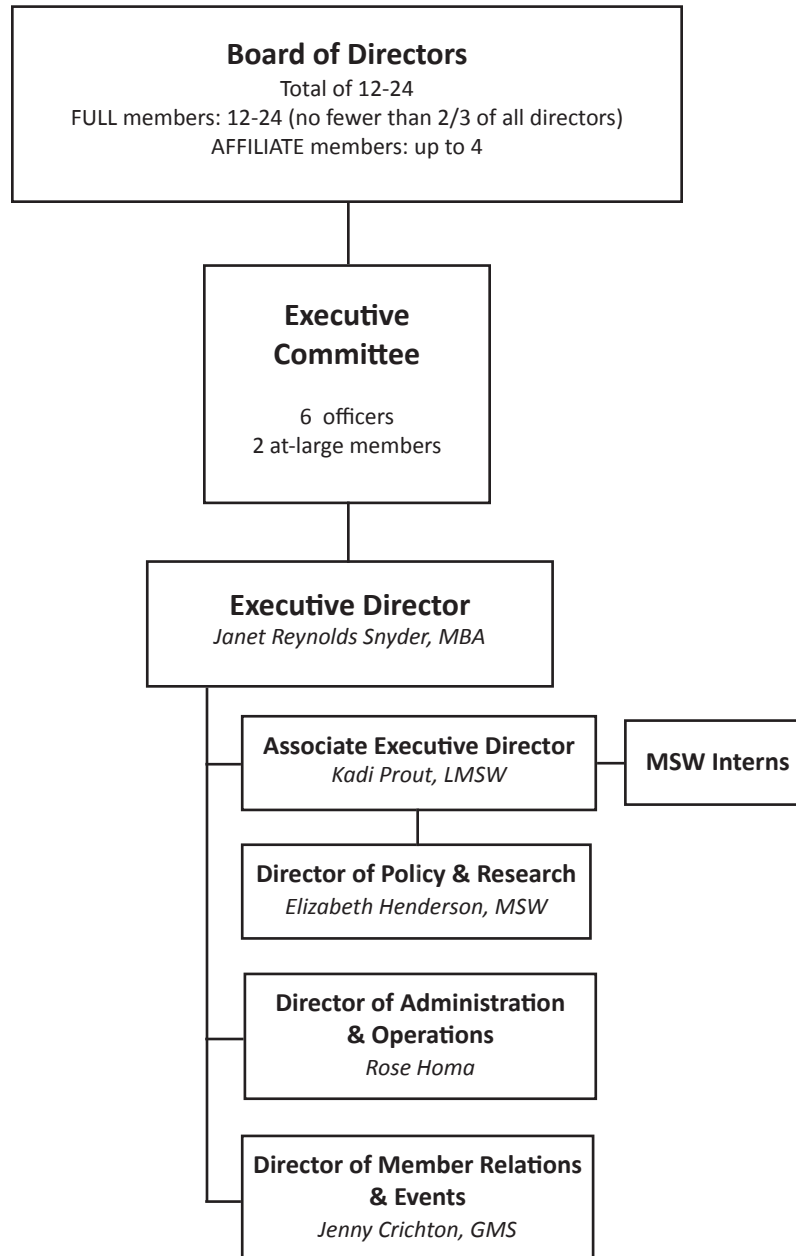 Board of Directors
Total of 12-24
FULL members: 12-24 (no fewer than 2/3 of all directors)
AFFILIATE members: up to 4
Executive
Committee
6 officers
2 at-large members
Executive Director
Janet Reynolds Snyder, MBA
Associate Executive Director
Kadi Prout, LMSW
MSW Interns
Director of Policy & Research
Elizabeth Henderson, MSW
Director of Administration
& Operations
Rose Homa
Director of Member Relations
& Events
Jenny Crichton, GMS